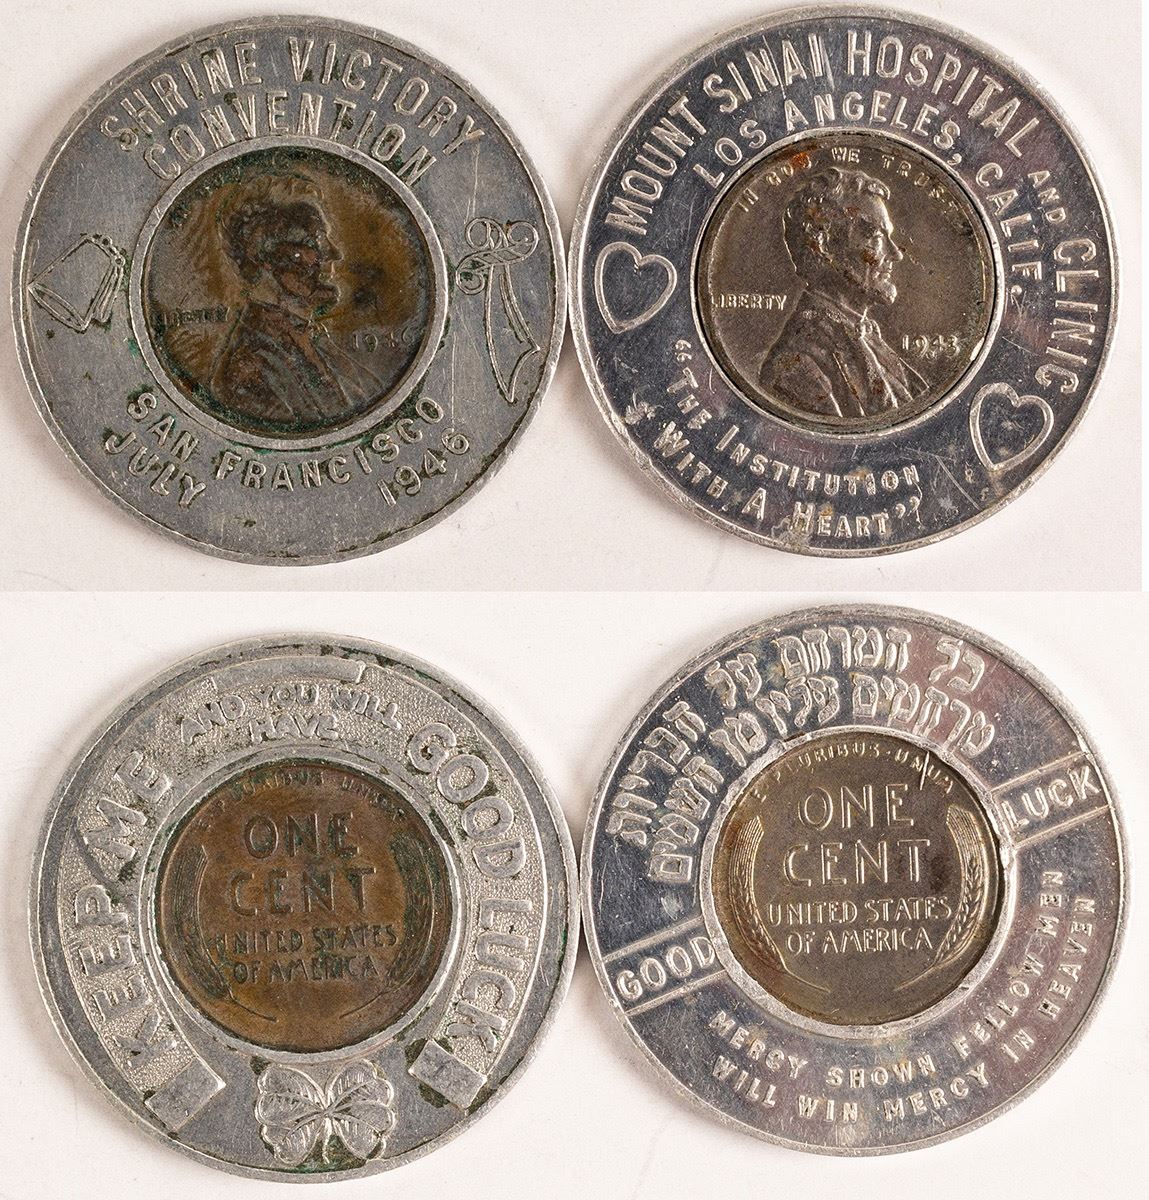 SHRINE VICTORY
CONVENTION
LIBERTY
1946
SAN FRANCISCO
JULY 1946
MOUNT SINAI HOSPITAL AND CLINIC
LOS ANGELES, CALIF.
IN GOD WE TRUST
LIBERTY
1943
"THE INSTITUTION
WITH A HEART"
KEEP ME
AND YOU WILL
HAVE
GOOD LUCK
E·PLURIBUS·UNUM
ONE
CENT
UNITED STATES
OF AMERICA
כל המרחם על הבריות
מרחמים עליו מן השמים
GOOD LUCK
E·PLURIBUS·UNUM
ONE
CENT
UNITED STATES
OF AMERICA
MERCY SHOWN FELLOW MEN
WILL WIN MERCY IN HEAVEN